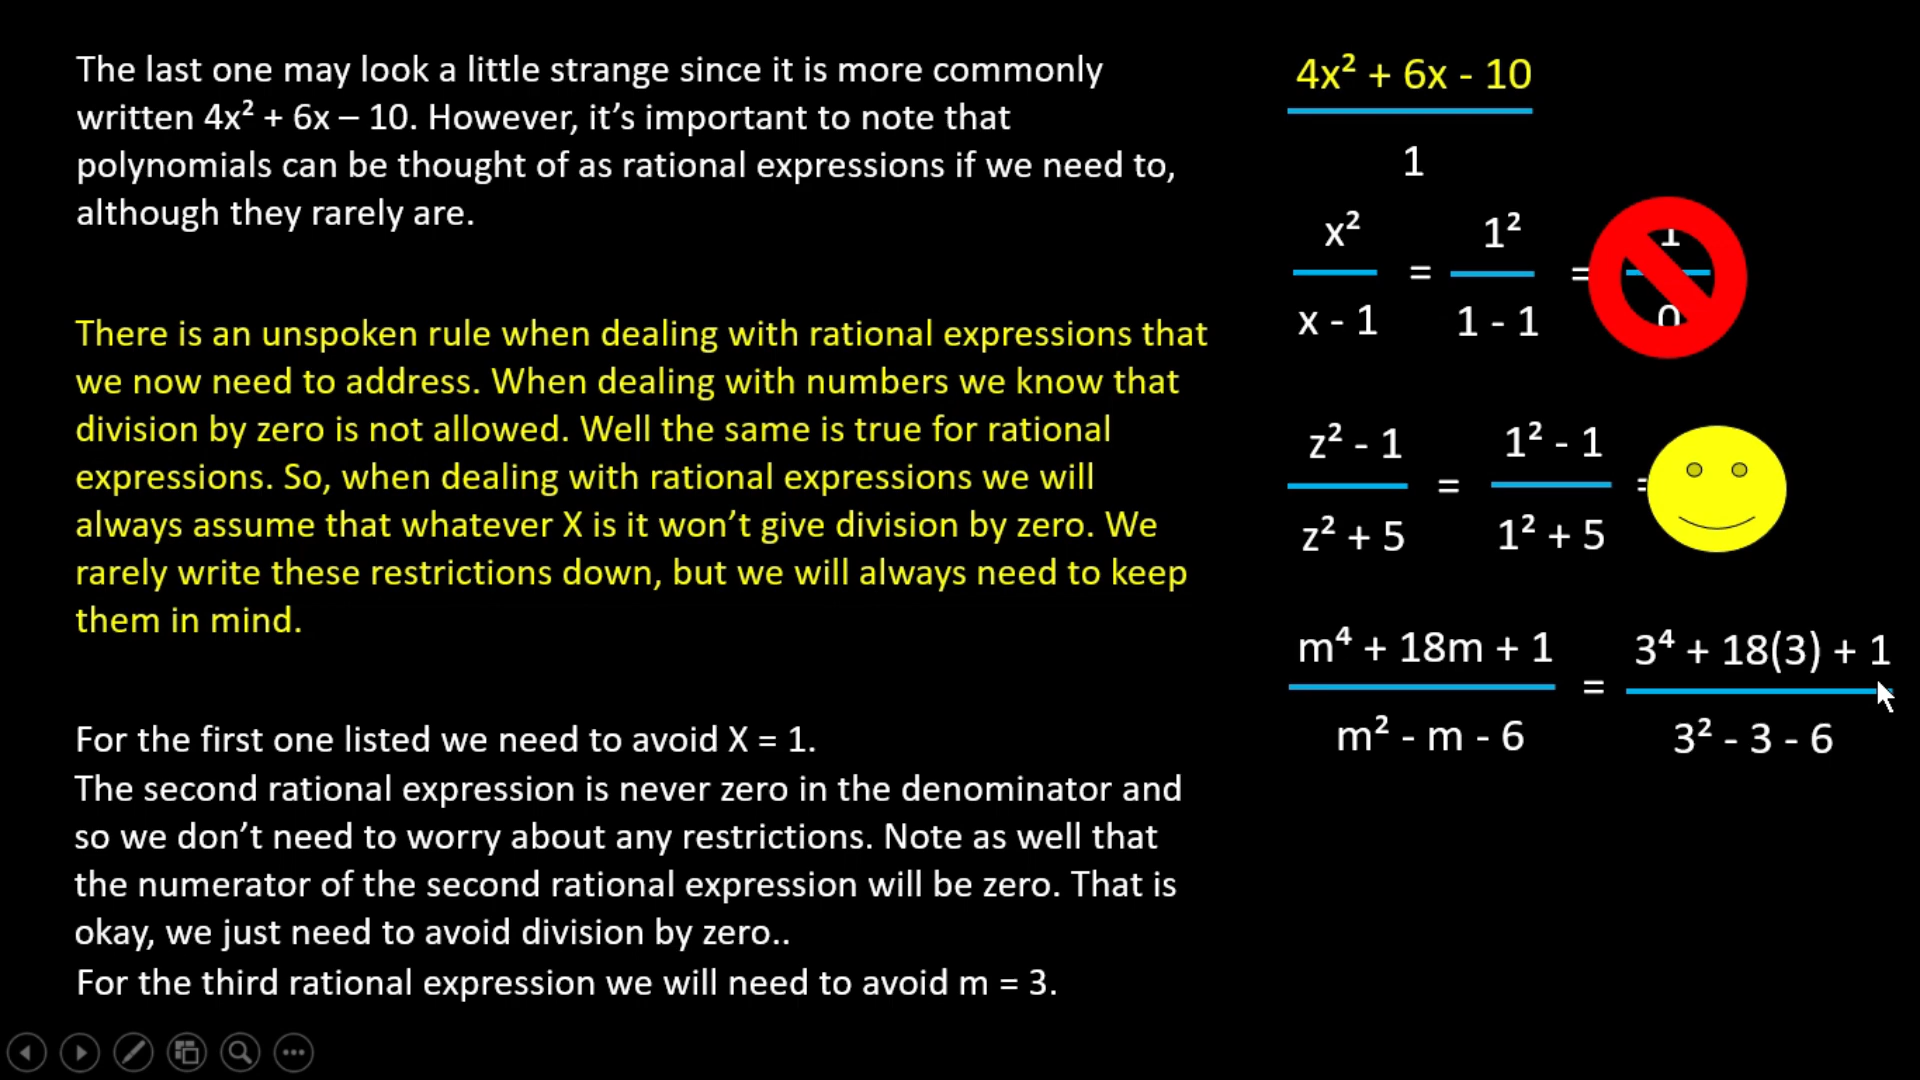 The last one may look a little strange since it is more commonly
written 4x² + 6x – 10. However, it’s important to note that
polynomials can be thought of as rational expressions if we need to,
although they rarely are.
There is an unspoken rule when dealing with rational expressions that
we now need to address. When dealing with numbers we know that
division by zero is not allowed. Well the same is true for rational
expressions. So, when dealing with rational expressions we will
always assume that whatever X is it won’t give division by zero. We
rarely write these restrictions down, but we will always need to keep
them in mind.
For the first one listed we need to avoid X = 1.
The second rational expression is never zero in the denominator and
so we don’t need to worry about any restrictions. Note as well that
the numerator of the second rational expression will be zero. That is
okay, we just need to avoid division by zero..
For the third rational expression we will need to avoid m = 3.
4x² + 6x - 10
1
x² 1² 1
= =
x - 1 1 - 1 0
z² - 1 1² - 1
= =
z² + 5 1² + 5
m⁴ + 18m + 1 3⁴ + 18(3) + 1
=
m² - m - 6 3² - 3 - 6